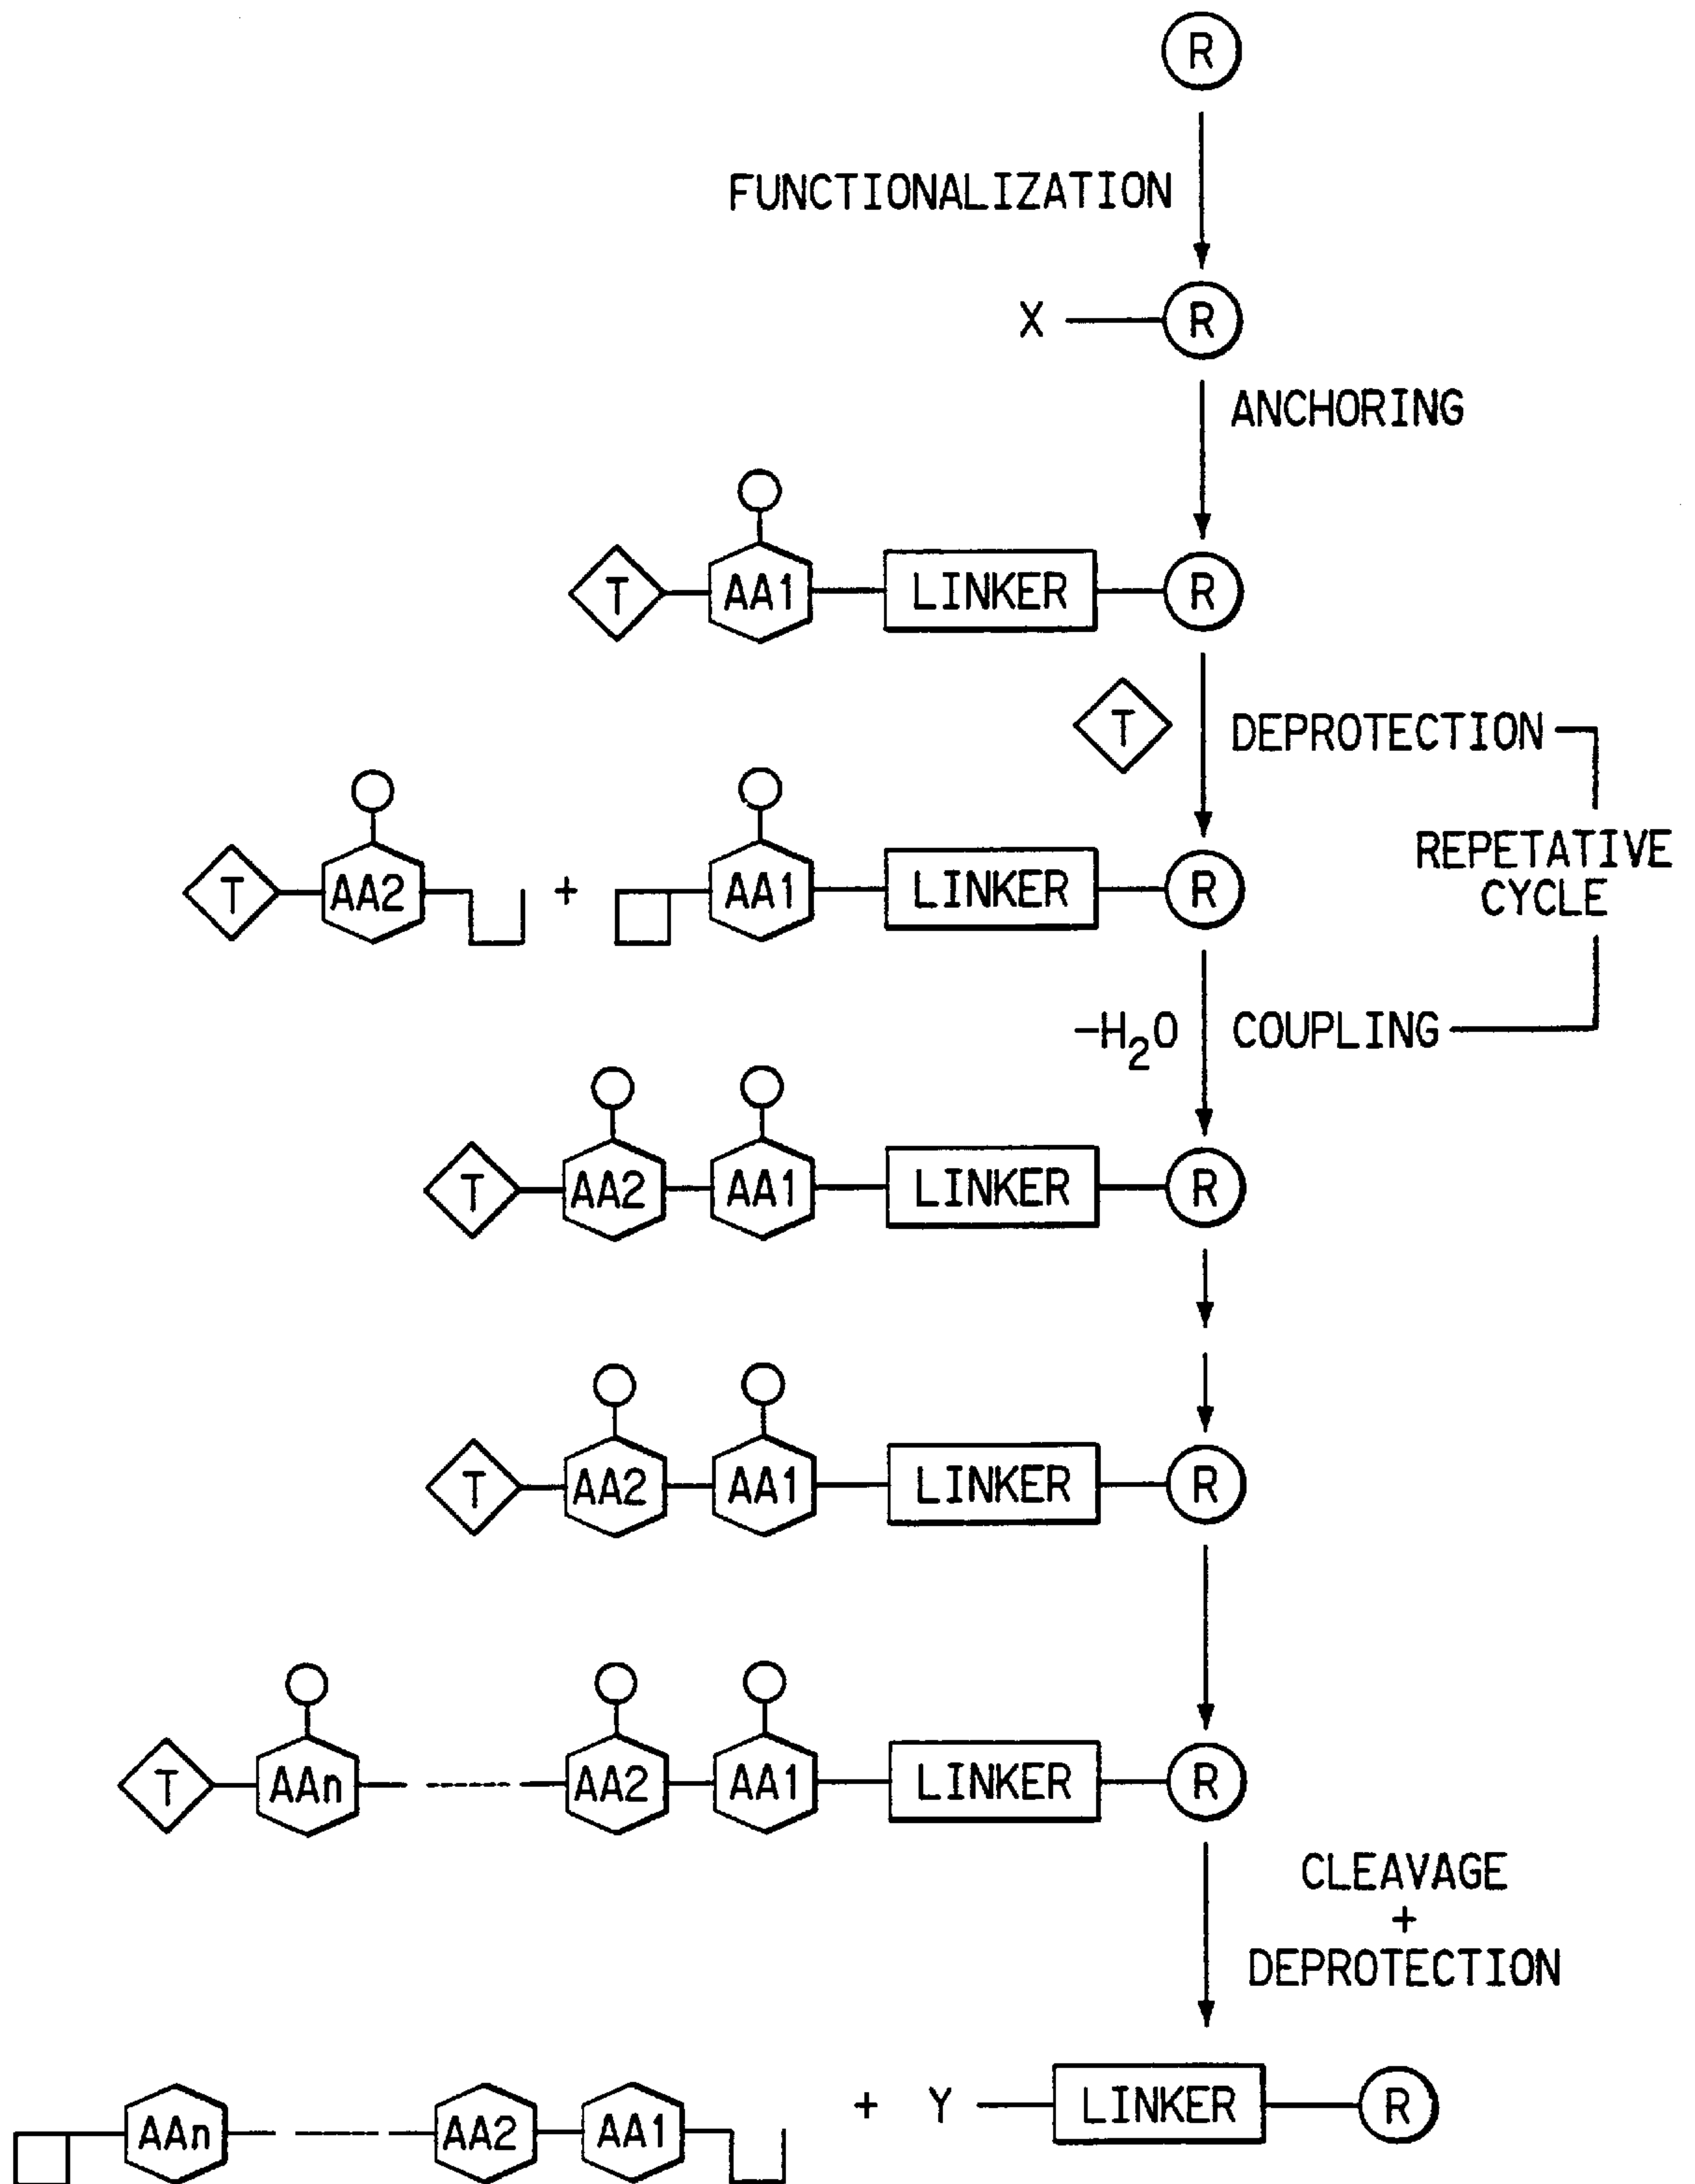 R
FUNCTIONALIZATION
X R
ANCHORING
T AA1 LINKER R
T DEPROTECTION
REPETATIVE
CYCLE
T AA2 + AA1 LINKER R
-H2O COUPLING
T AA2 AA1 LINKER R
T AA2 AA1 LINKER R
T AAn AA2 AA1 LINKER R
CLEAVAGE
+
DEPROTECTION
AAn AA2 AA1 + Y LINKER R